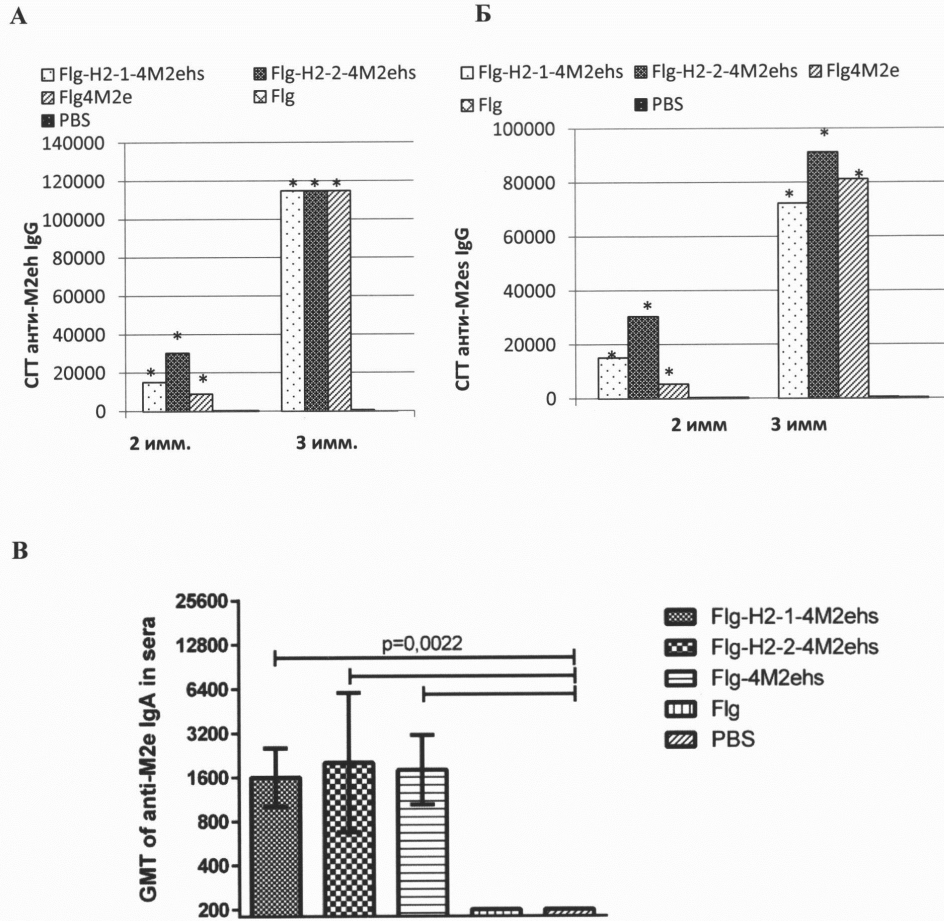 А
Flg-H2-1-4M2ehs Flg-H2-2-4M2ehs
Flg4M2e Flg
PBS
140000
120000
100000
80000
60000
40000
20000
0
СГТ анти-M2eh IgG
* * *
* * *
2 имм. 3 имм.
Б
Flg-H2-1-4M2ehs Flg-H2-2-4M2ehs Flg4M2e
Flg PBS
100000
80000
60000
40000
20000
0
СГТ анти-M2es IgG
* * *
* * *
2 имм 3 имм
В
25600
12800
6400
3200
1600
800
400
200
GMT of anti-M2e IgA in sera
p=0,0022
Flg-H2-1-4M2ehs
Flg-H2-2-4M2ehs
Flg-4M2ehs
Flg
PBS